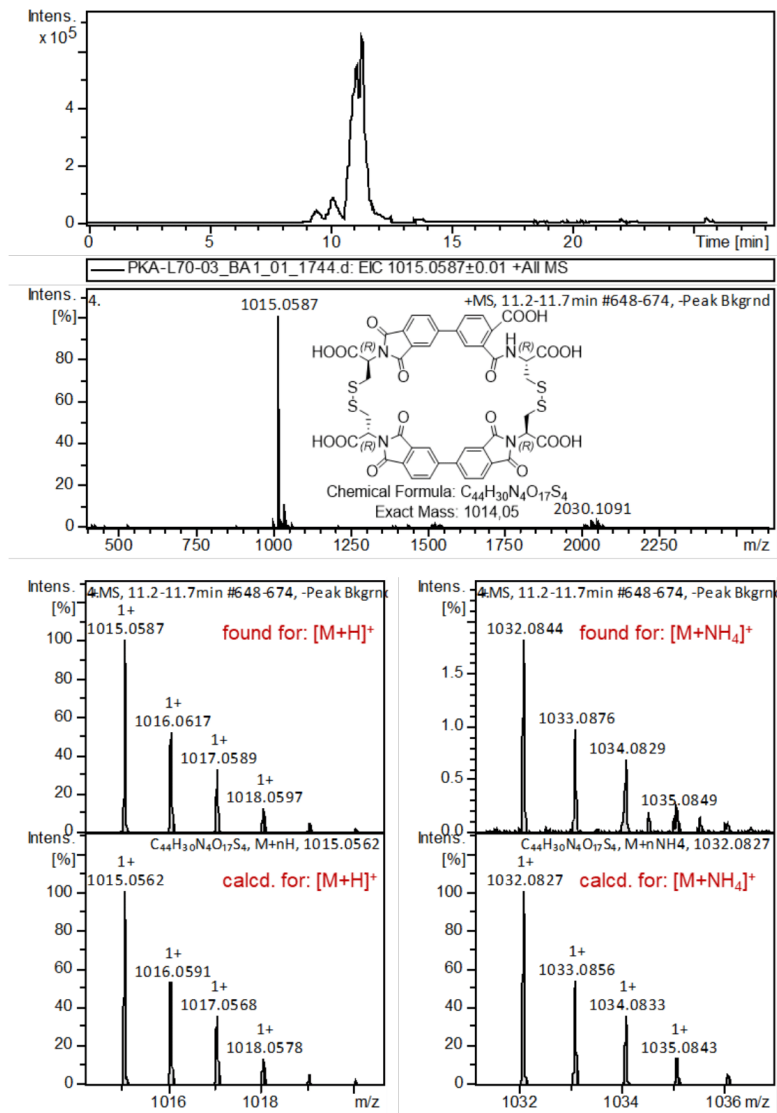 Intens.
x10⁵
4
2
0
0 5 10 15 20 Time [min]
PKA-L70-03_BA1_01_1744.d: EIC 1015.0587±0.01 +All MS
Intens.
[%]
4.
+MS, 11.2-11.7min #648-674, -Peak Bkgrnd
1015.0587
80
60
40
20
0
O O COOH
HOOC (R) N H N (R) COOH
O O
S S
S S
O O O
HOOC (R) N N (R) COOH
O O O
Chemical Formula: C₄₄H₃₀N₄O₁₇S₄
Exact Mass: 1014,05
2030.1091
500 1000 1250 1500 1750 2000 2250 m/z
Intens.
[%]
+MS, 11.2-11.7min #648-674, -Peak Bkgrnd
1+
1015.0587
found for: [M+H]⁺
1+
1016.0617
1+
1017.0589
1+
1018.0597
100
80
60
40
20
0
Intens.
[%]
C₄₄H₃₀N₄O₁₇S₄, M+nH, 1015.0562
1+
1015.0562
calcd. for: [M+H]⁺
1+
1016.0591
1+
1017.0568
1+
1018.0578
100
80
60
40
20
0
1016 1018 m/z
Intens.
[%]
+MS, 11.2-11.7min #648-674, -Peak Bkgrn
1032.0844
found for: [M+NH₄]⁺
1033.0876
1034.0829
1035.0849
1.5
1.0
0.5
0.0
Intens.
[%]
C₄₄H₃₀N₄O₁₇S₄, M+nNH4, 1032.0827
1+
1032.0827
calcd. for: [M+NH₄]⁺
1+
1033.0856
1+
1034.0833
1+
1035.0843
100
80
60
40
20
0
1032 1034 1036 m/z